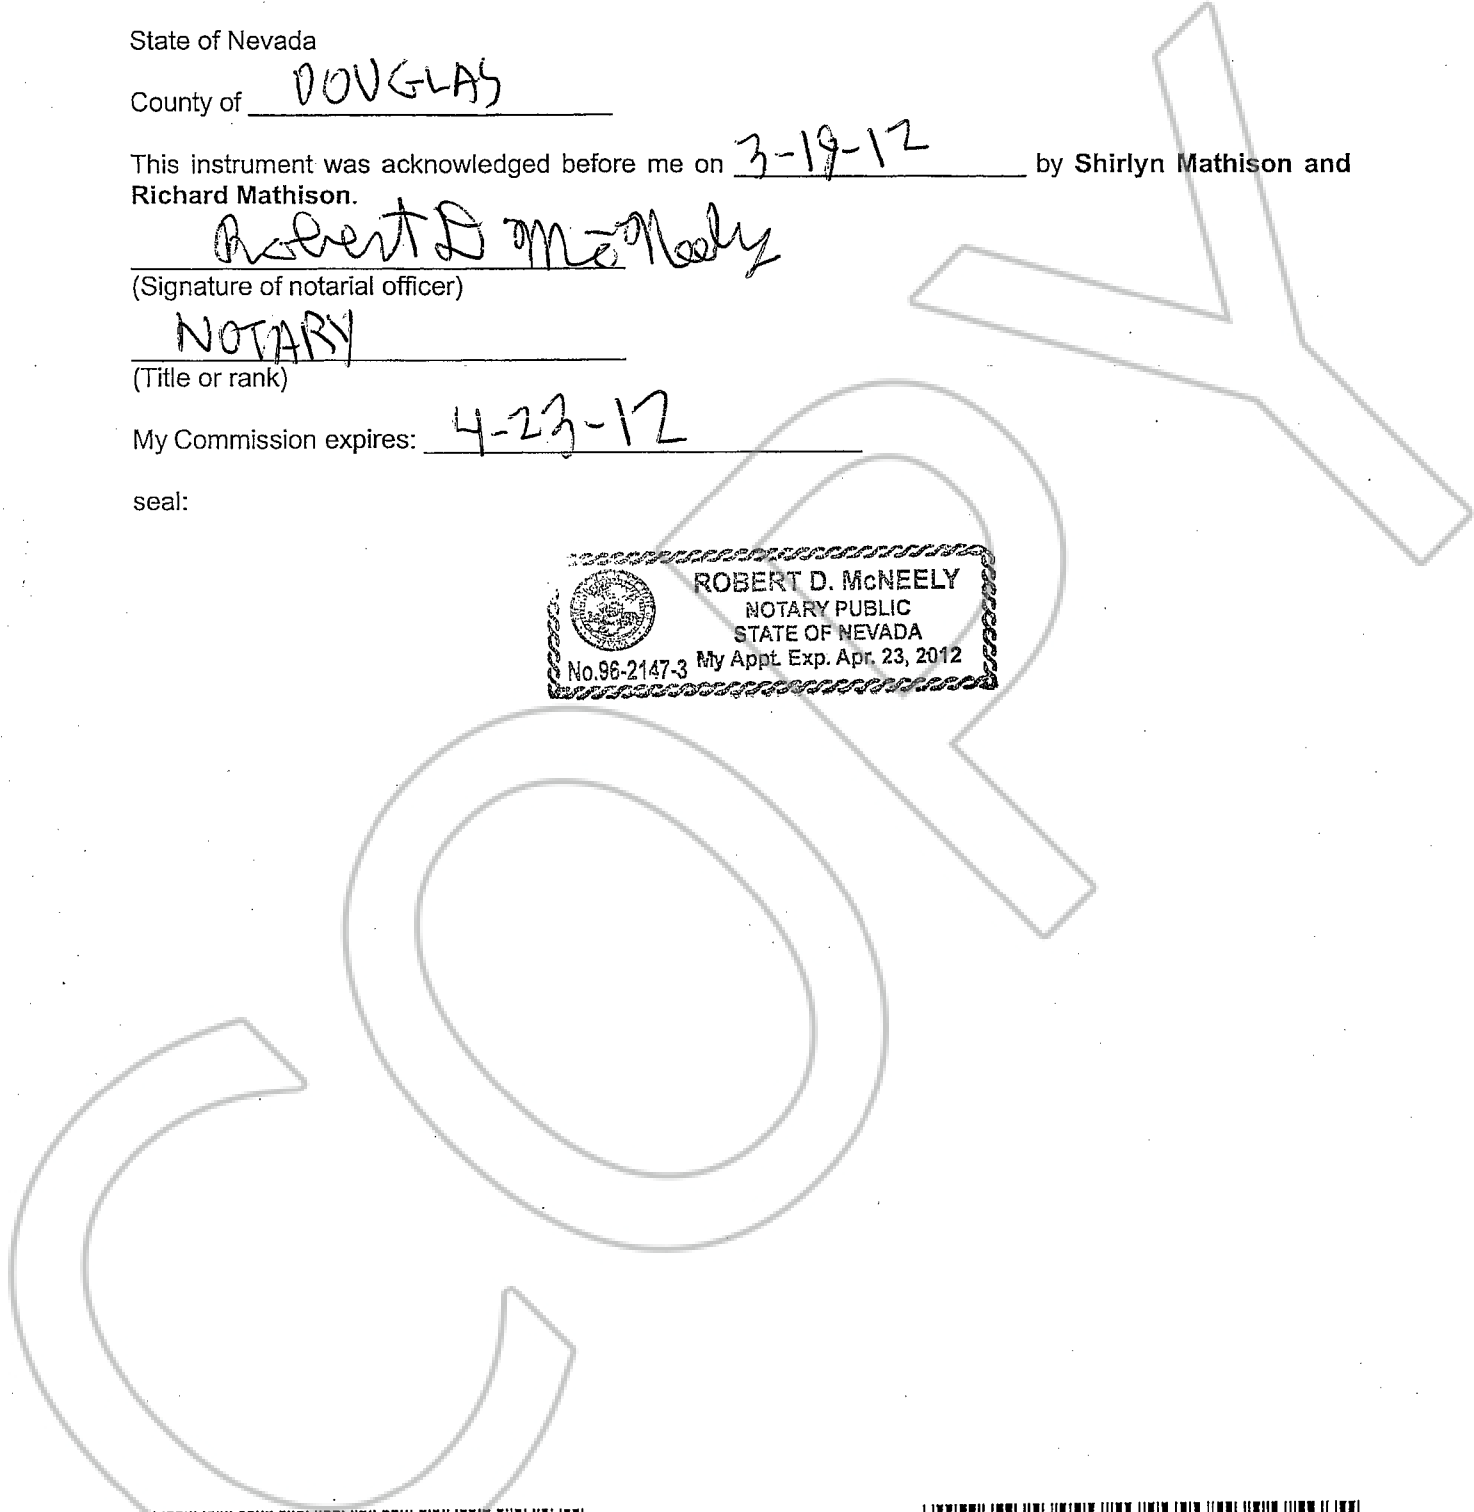 State of Nevada
County of DOUGLAS
This instrument was acknowledged before me on 3-19-12 by Shirlyn Mathison and
Richard Mathison.
Robert D McNeely
(Signature of notarial officer)
NOTARY
(Title or rank)
My Commission expires: 4-23-12
seal:
ROBERT D. McNEELY
NOTARY PUBLIC
STATE OF NEVADA
No.96-2147-3 My Appt. Exp. Apr. 23, 2012
COPY